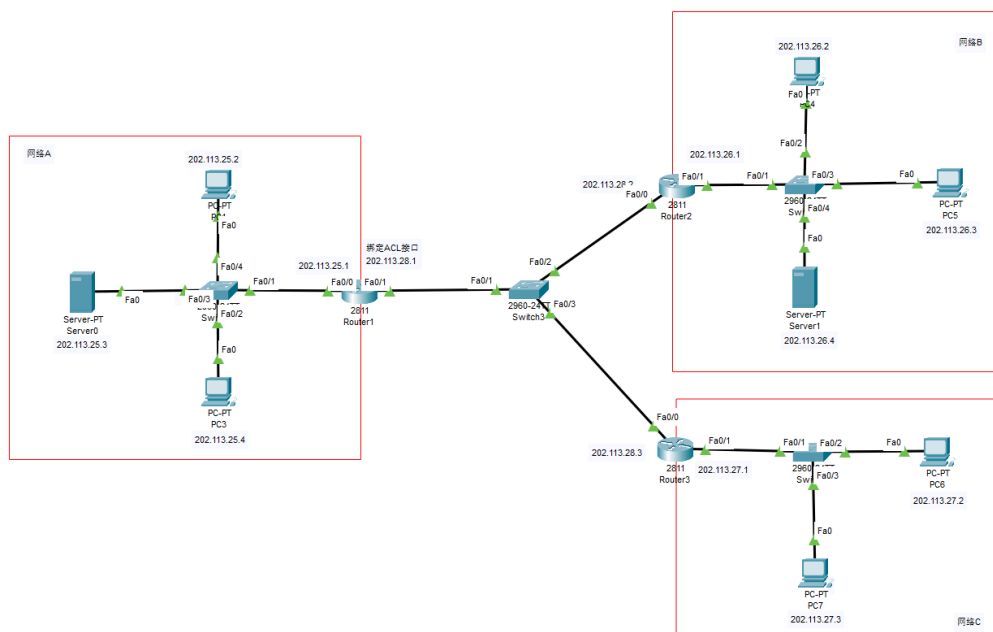 网络A
202.113.25.2
PC-PT
Fa0
Fa0/4
Fa0/3
Fa0/1
Fa0
Server-PT
Server0
202.113.25.3
Fa0/2
Fa0
PC-PT
PC3
202.113.25.4
202.113.25.1
绑定ACL接口
202.113.28.1
Fa0/0
Fa0/1
2811
Router1
Fa0/1
Fa0/2
Fa0/3
Switch3
网络B
202.113.26.2
Fa0
Fa0/2
202.113.28.2
Fa0/0
2811
Router2
202.113.26.1
Fa0/1
Fa0/1
Fa0/3
Fa0/4
Fa0
PC-PT
PC5
202.113.26.3
Fa0
Server-PT
Server1
202.113.26.4
Fa0/0
202.113.28.3
2811
Router3
Fa0/1
202.113.27.1
Fa0/1
Fa0/2
Fa0/3
Fa0
PC-PT
PC6
202.113.27.2
Fa0
PC-PT
PC7
202.113.27.3
网络C